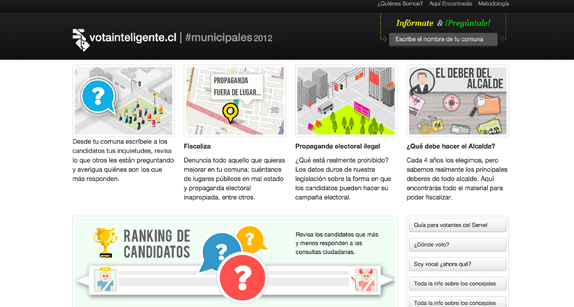 ¿Quiénes Somos? Aquí Encontrarás Metodología
votainteligente.cl | #municipales2012
Infórmate & ¡Pregúntale!
Escribe el nombre de tu comuna
Desde tu comuna escríbele a los
candidatos tus inquietudes, revisa
lo que otros les están preguntando
y averigua quiénes son los que
más responden.
PROPAGANDA
FUERA DE LUGAR...
Fiscaliza
Denuncia todo aquello que quieras
mejorar en tu comuna; cuéntanos
de lugares públicos en mal estado
y propaganda electoral
inapropiada, entre otros.
Propaganda electoral ilegal
¿Qué está realmente prohibido?
Los datos duros de nuestra
legislación sobre la forma en que
los candidatos pueden hacer su
campaña electoral.
EL DEBER DEL
ALCALDE
¿Qué debe hacer el Alcalde?
Cada 4 años los elegimos, pero
sabemos realmente los principales
deberes de todo alcalde. Aquí
encontrarás todo el material para
poder fiscalizar.
RANKING DE
CANDIDATOS
Revisa los candidatos que más
y menos responden a las
consultas ciudadanas.
Guía para votantes del Servel
¿Dónde voto?
Soy vocal ¿ahora qué?
Toda la info sobre los concejales
Toda la info sobre los concejales